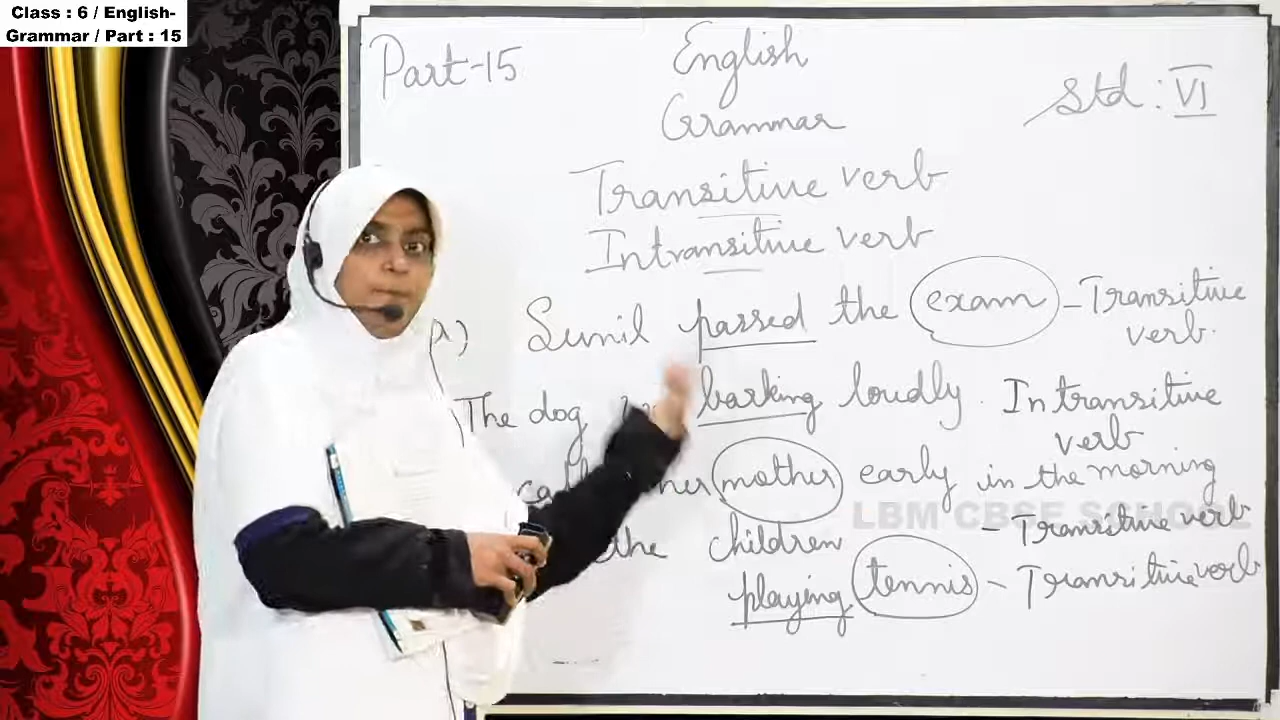 Class : 6 / English-
Grammar / Part : 15
Part-15
English
Grammar
Std : VI
Transitive verb
Intransitive verb
Sunil passed the exam - Transitive
verb.
The dog barking loudly. Intransitive
verb
her mother early in the morning
LBM CBSE SCHOOL
- Transitive verb
the children
playing tennis - Transitive verb